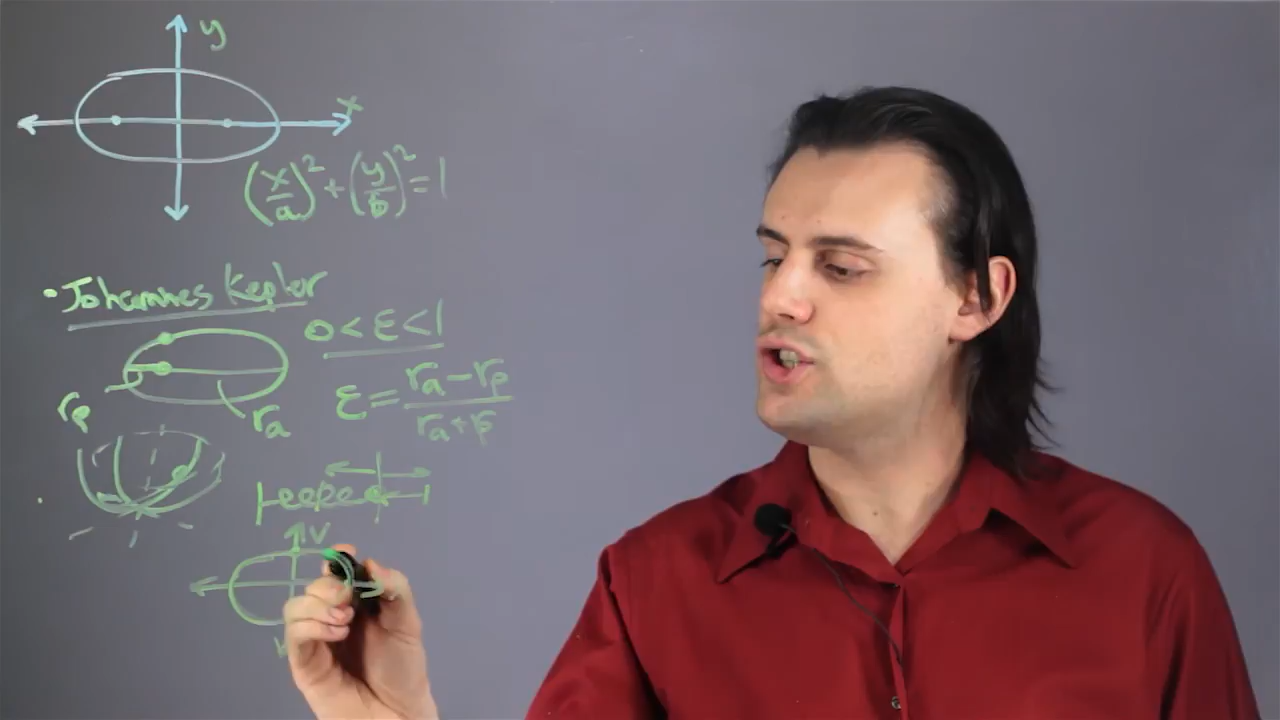 y
x
(x/a)² + (y/b)² = 1
• Johannes Kepler
0 < ε < 1
ε = (ra − rp)/(ra + rp)
rp
ra
v